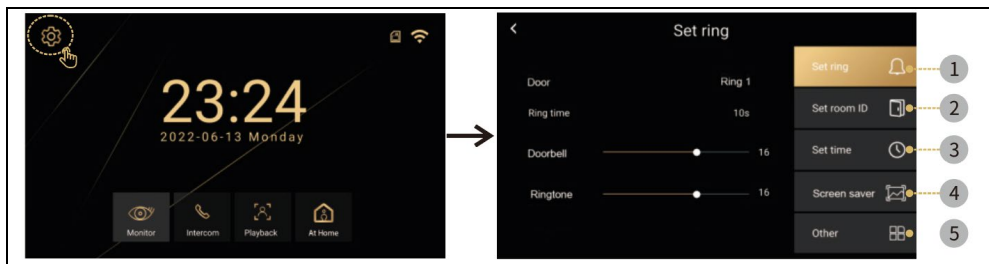 23:24
2022-06-13 Monday
Monitor
Intercom
Playback
At Home
Set ring
Door Ring 1
Ring time 10s
Doorbell 16
Ringtone 16
Set ring 1
Set room ID 2
Set time 3
Screen saver 4
Other 5